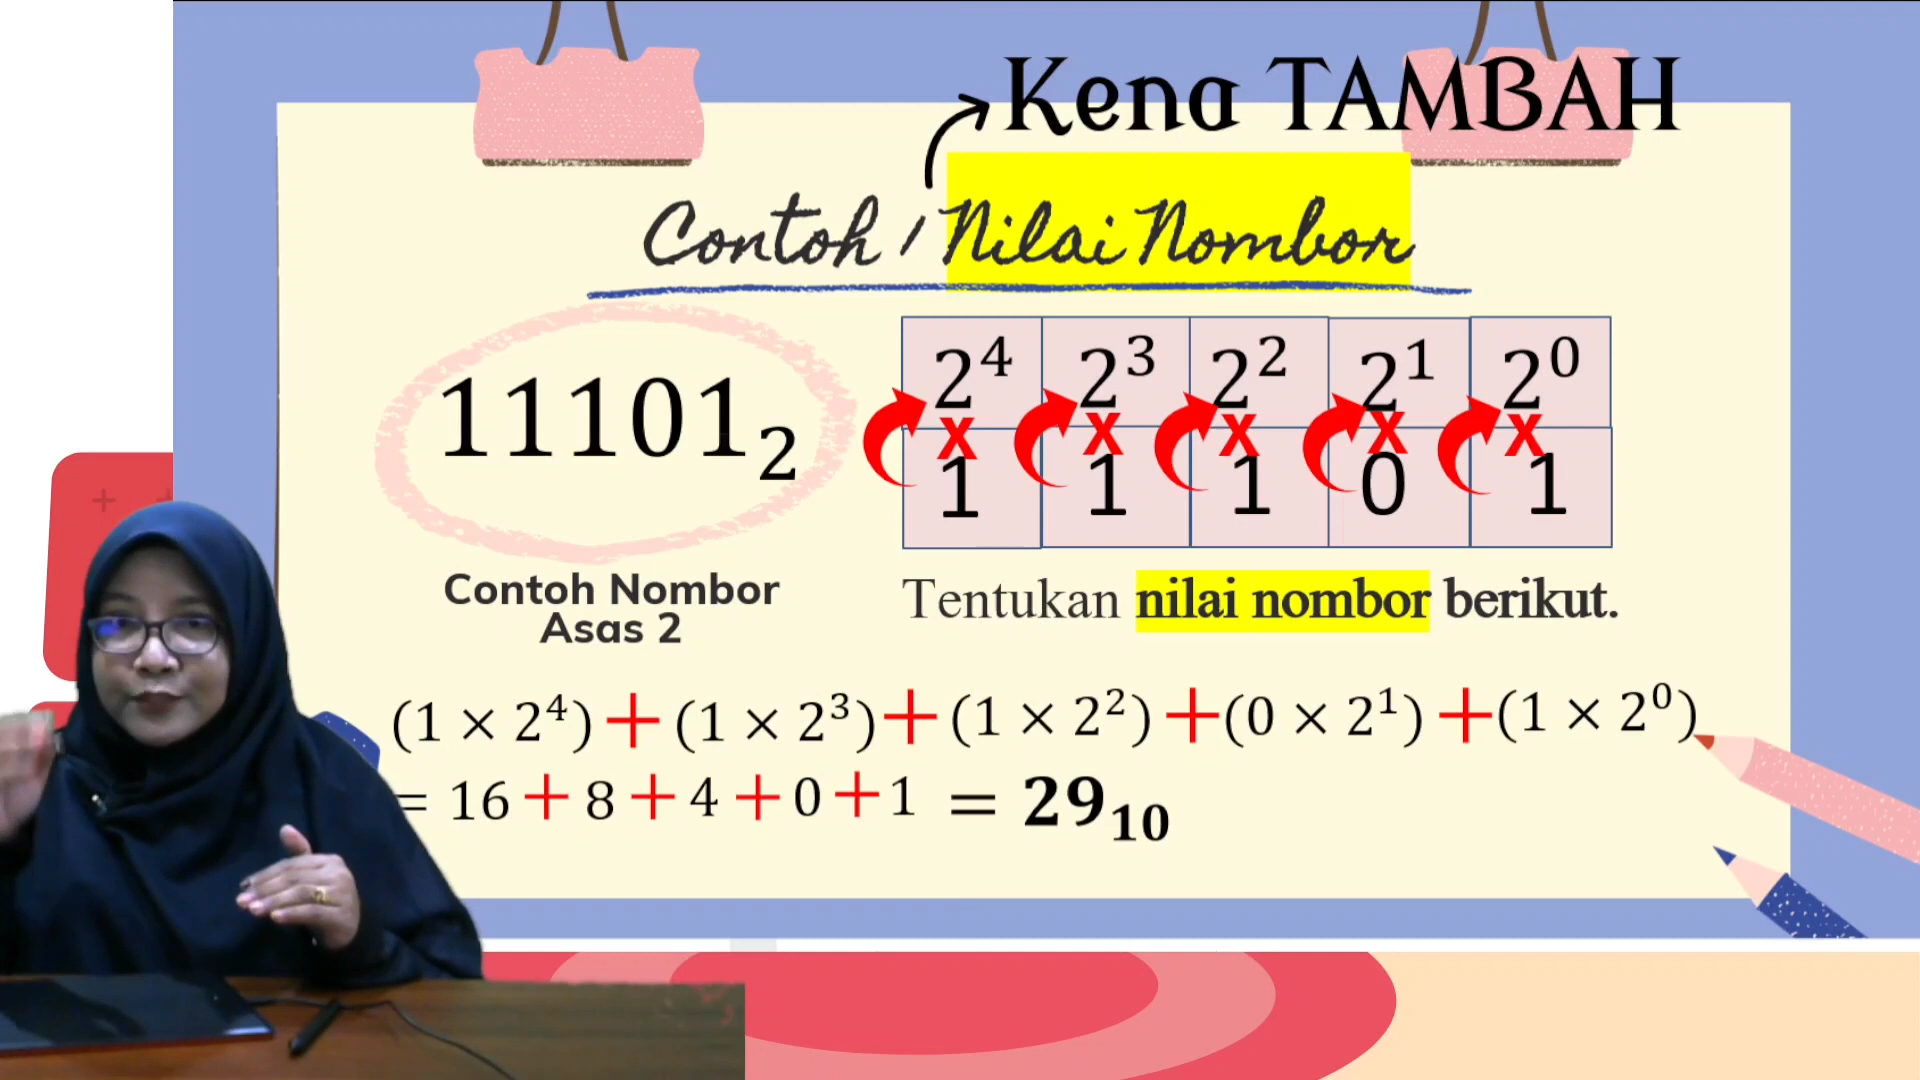 Kena TAMBAH
Contoh / Nilai Nombor
11101₂
2⁴ 2³ 2² 2¹ 2⁰
x x x x x
1 1 1 0 1
Contoh Nombor
Asas 2
Tentukan nilai nombor berikut.
(1 × 2⁴) + (1 × 2³) + (1 × 2²) + (0 × 2¹) + (1 × 2⁰)
= 16 + 8 + 4 + 0 + 1 = 29₁₀